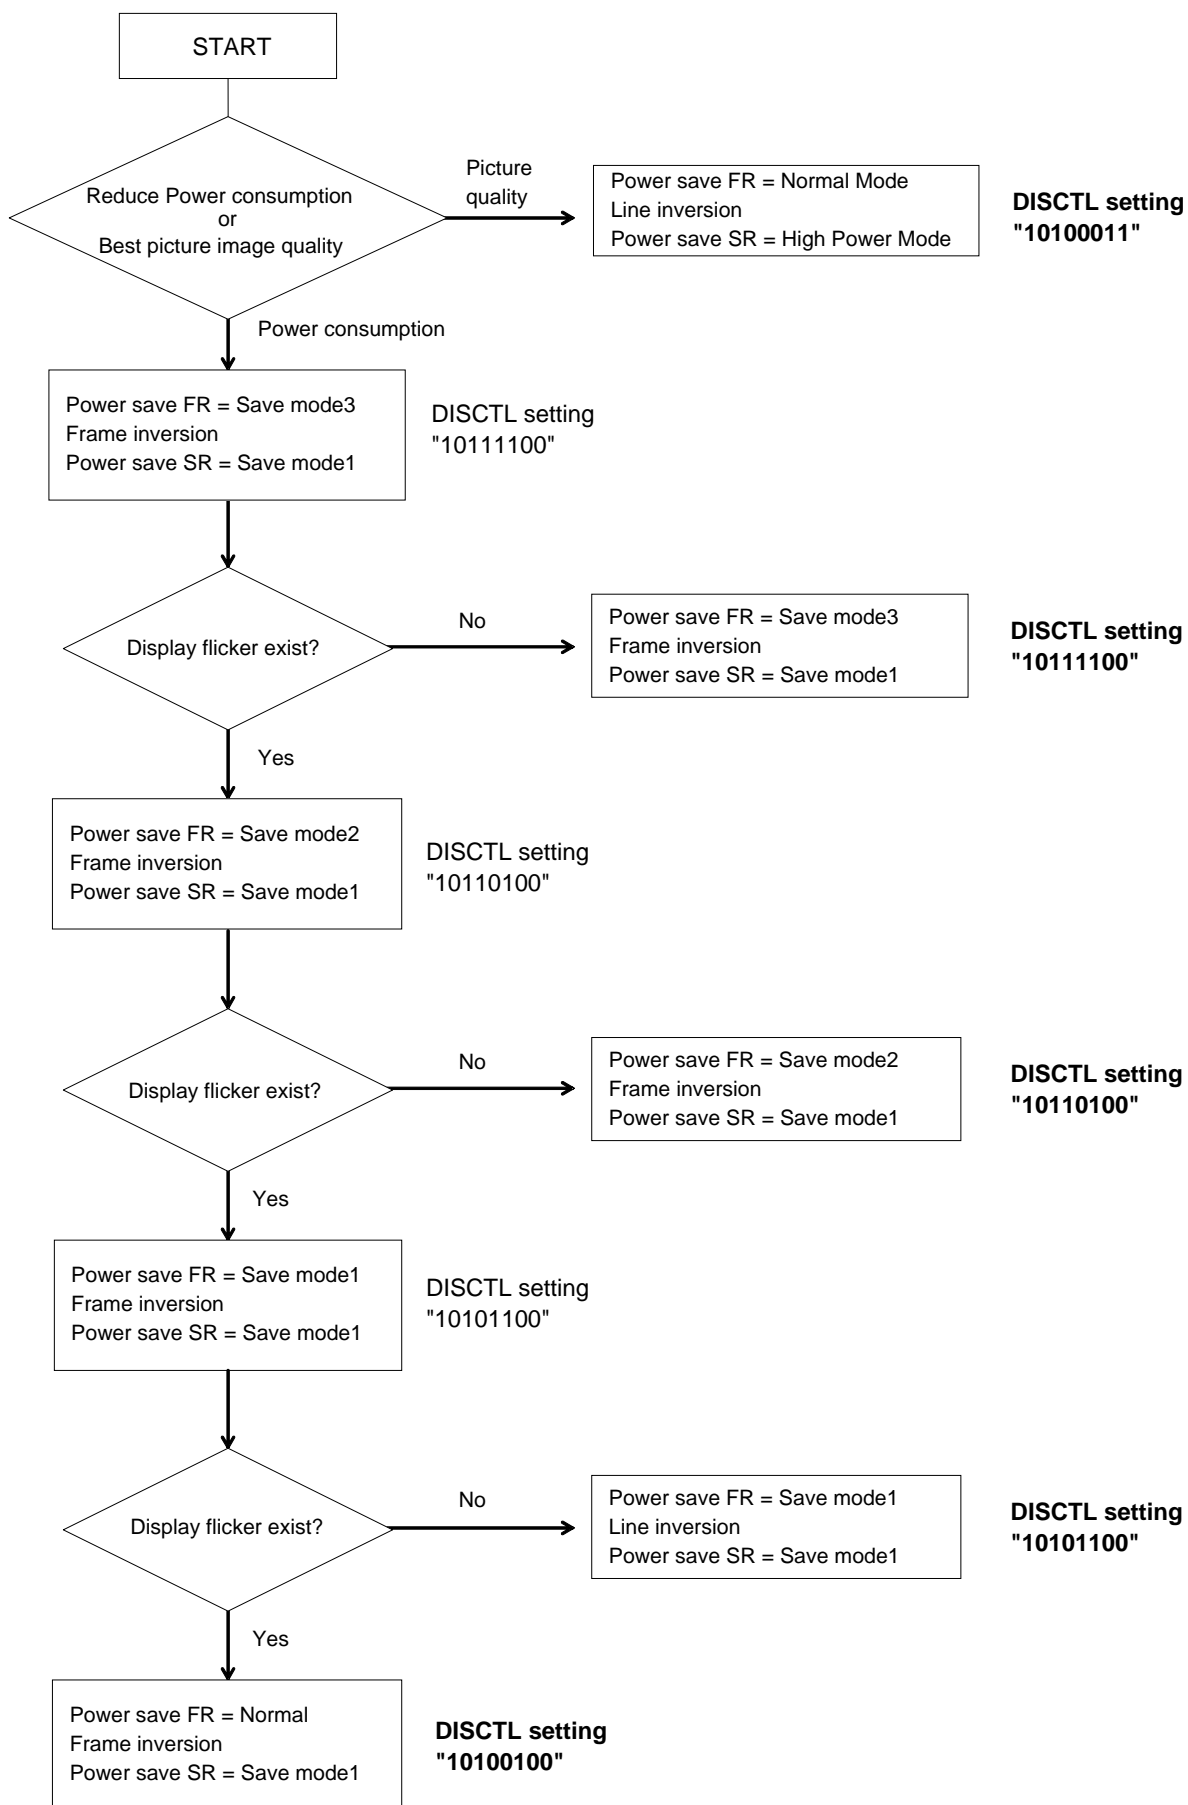 START
Reduce Power consumption
or
Best picture image quality
Picture
quality
Power save FR = Normal Mode
Line inversion
Power save SR = High Power Mode
DISCTL setting
"10100011"
Power consumption
Power save FR = Save mode3
Frame inversion
Power save SR = Save mode1
DISCTL setting
"10111100"
Display flicker exist?
No
Power save FR = Save mode3
Frame inversion
Power save SR = Save mode1
DISCTL setting
"10111100"
Yes
Power save FR = Save mode2
Frame inversion
Power save SR = Save mode1
DISCTL setting
"10110100"
Display flicker exist?
No
Power save FR = Save mode2
Frame inversion
Power save SR = Save mode1
DISCTL setting
"10110100"
Yes
Power save FR = Save mode1
Frame inversion
Power save SR = Save mode1
DISCTL setting
"10101100"
Display flicker exist?
No
Power save FR = Save mode1
Line inversion
Power save SR = Save mode1
DISCTL setting
"10101100"
Yes
Power save FR = Normal
Frame inversion
Power save SR = Save mode1
DISCTL setting
"10100100"